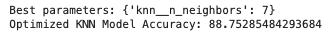 Best parameters: {'knn__n_neighbors': 7}
Optimized KNN Model Accuracy: 88.75285484293684